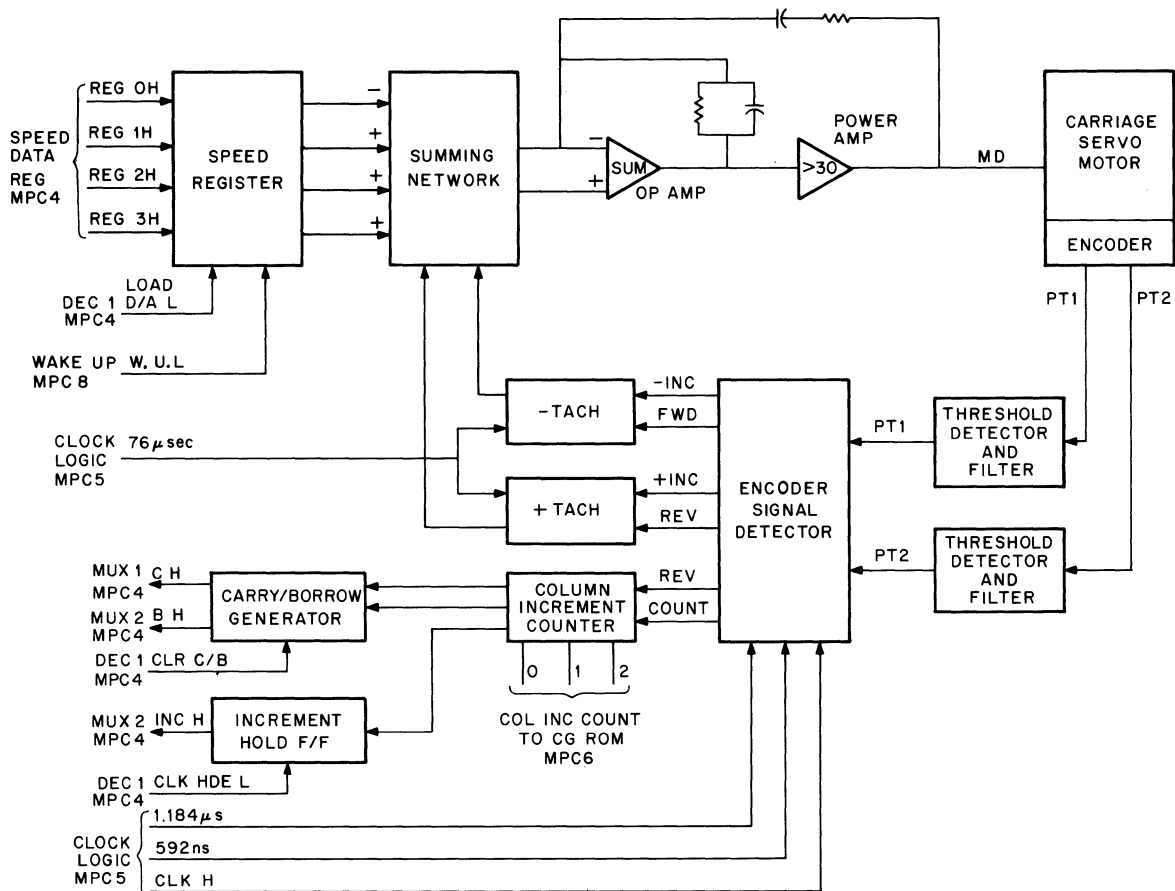 SPEED
DATA
REG
MPC4
REG 0H
REG 1H
REG 2H
REG 3H
SPEED
REGISTER
−
+
+
+
SUMMING
NETWORK
−
+
SUM
OP AMP
>30
POWER
AMP
MD
CARRIAGE
SERVO
MOTOR
ENCODER
PT1
PT2
DEC 1
MPC4
LOAD
D/A L
WAKE UP
MPC 8
W. U. L
CLOCK
LOGIC
MPC5
76μsec
−TACH
−INC
FWD
+ TACH
+INC
REV
ENCODER
SIGNAL
DETECTOR
PT1
THRESHOLD
DETECTOR
AND
FILTER
PT2
THRESHOLD
DETECTOR
AND
FILTER
MUX 1
MPC4
C H
MUX 2
MPC4
B H
CARRY/BORROW
GENERATOR
DEC 1
MPC4
CLR C/B
COLUMN
INCREMENT
COUNTER
REV
COUNT
0 1 2
COL INC COUNT
TO CG ROM
MPC6
MUX 2
MPC4
INC H
INCREMENT
HOLD F/F
DEC 1
MPC4
CLK HDE L
CLOCK
LOGIC
MPC5
1.184μs
592ns
CLK H